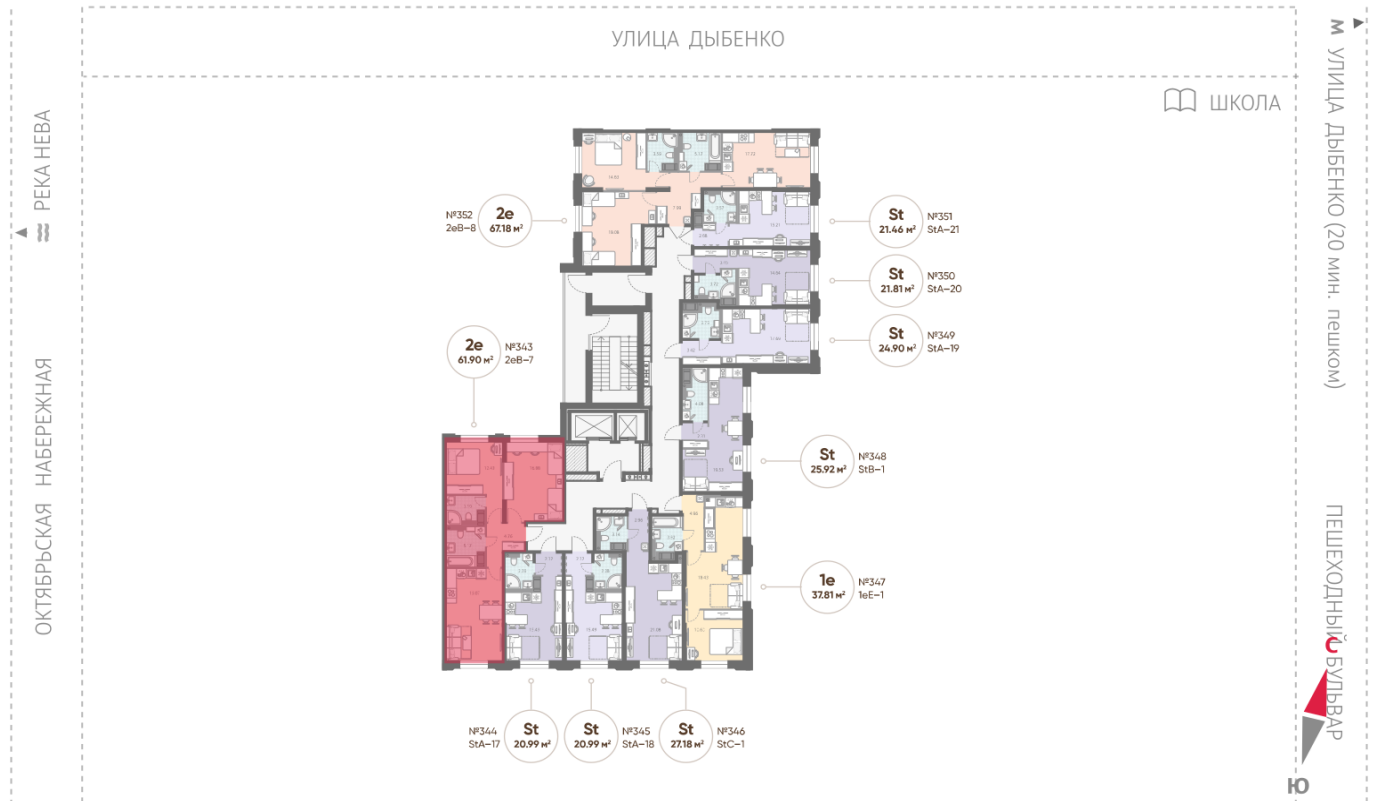 УЛИЦА ДЫБЕНКО
М УЛИЦА ДЫБЕНКО (20 мин. пешком)
ШКОЛА
РЕКА НЕВА
№352
2еВ–8
2е
67.18 м²
St
21.46 м²
№351
StA–21
St
21.81 м²
№350
StA–20
St
24.90 м²
№349
StA–19
2е
61.90 м²
№343
2еВ–7
ОКТЯБРЬСКАЯ НАБЕРЕЖНАЯ
St
25.92 м²
№348
StB–1
1е
37.81 м²
№347
1еЕ–1
ПЕШЕХОДНЫЙ БУЛЬВАР
С
Ю
№344
StA–17
St
20.99 м²
St
20.99 м²
№345
StA–18
St
27.18 м²
№346
StC–1